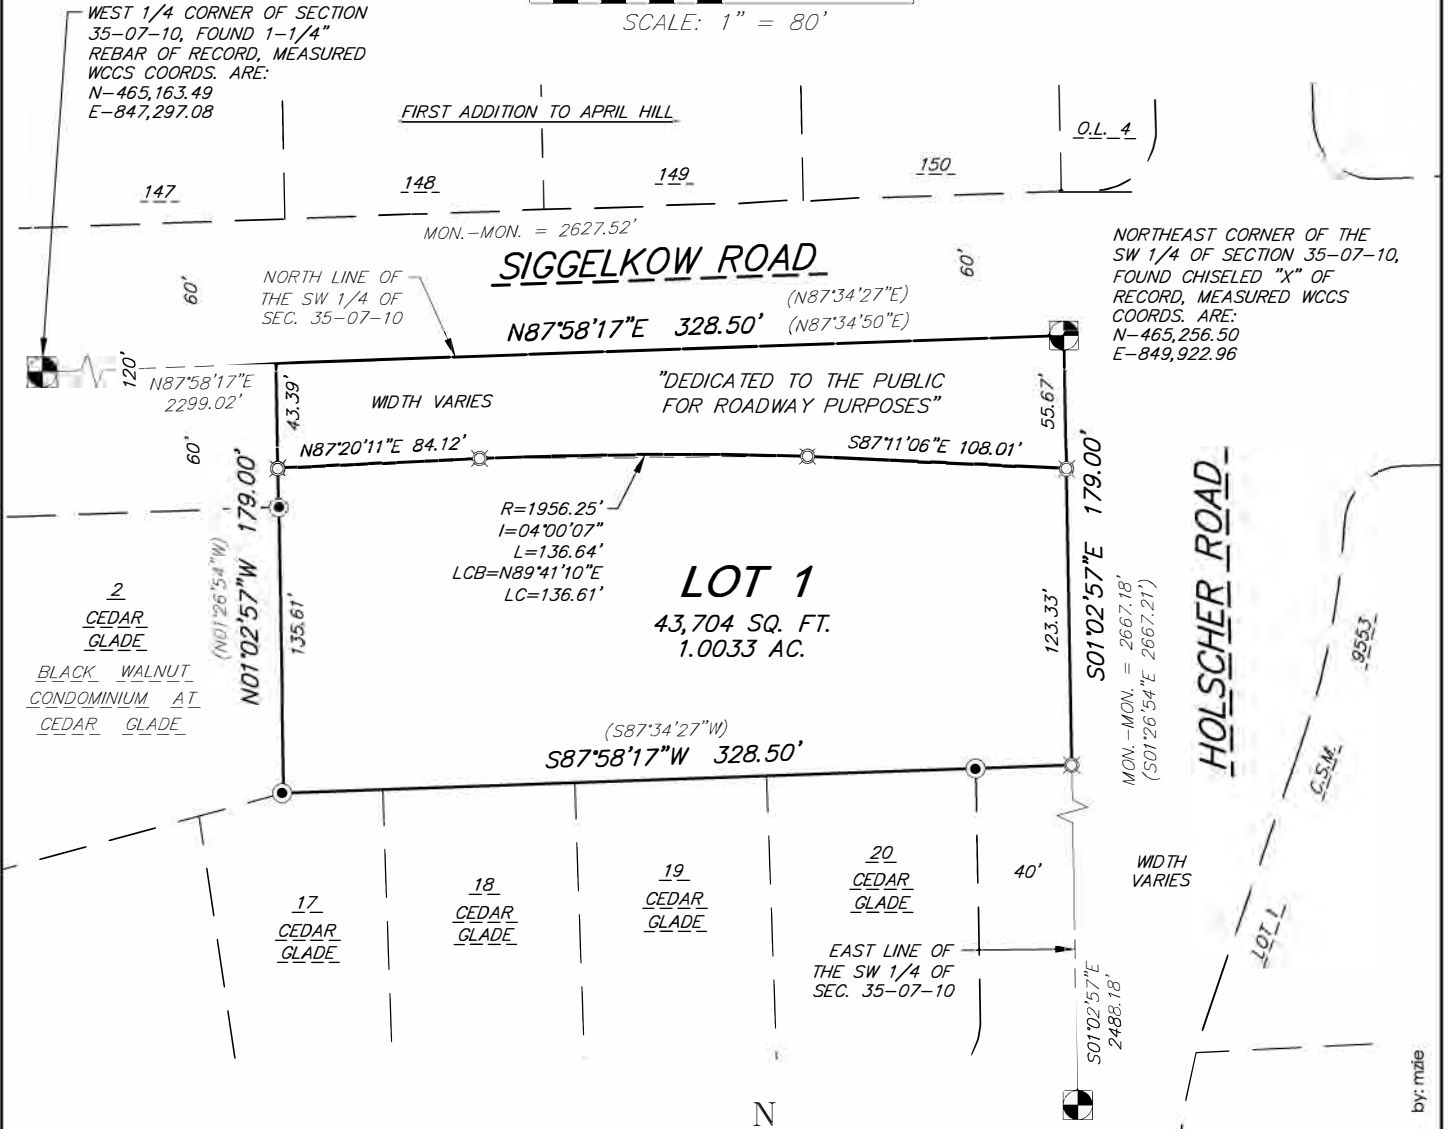 WEST 1/4 CORNER OF SECTION
35-07-10, FOUND 1-1/4"
REBAR OF RECORD, MEASURED
WCCS COORDS. ARE:
N-465,163.49
E-847,297.08
SCALE: 1" = 80'
FIRST ADDITION TO APRIL HILL
O.L. 4
147
148
149
150
MON.-MON. = 2627.52'
SIGGELKOW ROAD
60'
60'
NORTHEAST CORNER OF THE
SW 1/4 OF SECTION 35-07-10,
FOUND CHISELED "X" OF
RECORD, MEASURED WCCS
COORDS. ARE:
N-465,256.50
E-849,922.96
NORTH LINE OF
THE SW 1/4 OF
SEC. 35-07-10
(N87°34'27"E)
N87°58'17"E 328.50' (N87°34'50"E)
120'
N87°58'17"E
2299.02'
60'
43.39'
WIDTH VARIES
"DEDICATED TO THE PUBLIC
FOR ROADWAY PURPOSES"
55.67'
N87°20'11"E 84.12'
S87°11'06"E 108.01'
R=1956.25'
I=04°00'07"
L=136.64'
LCB=N89°41'10"E
LC=136.61'
LOT 1
43,704 SQ. FT.
1.0033 AC.
(N01°26'54"W)
N01°02'57"W 179.00'
135.61'
123.33'
S01°02'57"E 179.00'
MON.-MON. = 2667.18'
(S01°26'54"E 2667.21')
HOLSCHER ROAD
2
CEDAR
GLADE
BLACK WALNUT
CONDOMINIUM AT
CEDAR GLADE
(S87°34'27"W)
S87°58'17"W 328.50'
9553
C.S.M.
LOT 1
17
CEDAR
GLADE
18
CEDAR
GLADE
19
CEDAR
GLADE
20
CEDAR
GLADE
40'
WIDTH
VARIES
EAST LINE OF
THE SW 1/4 OF
SEC. 35-07-10
S01°02'57"E
2488.18'
N
by: mzie